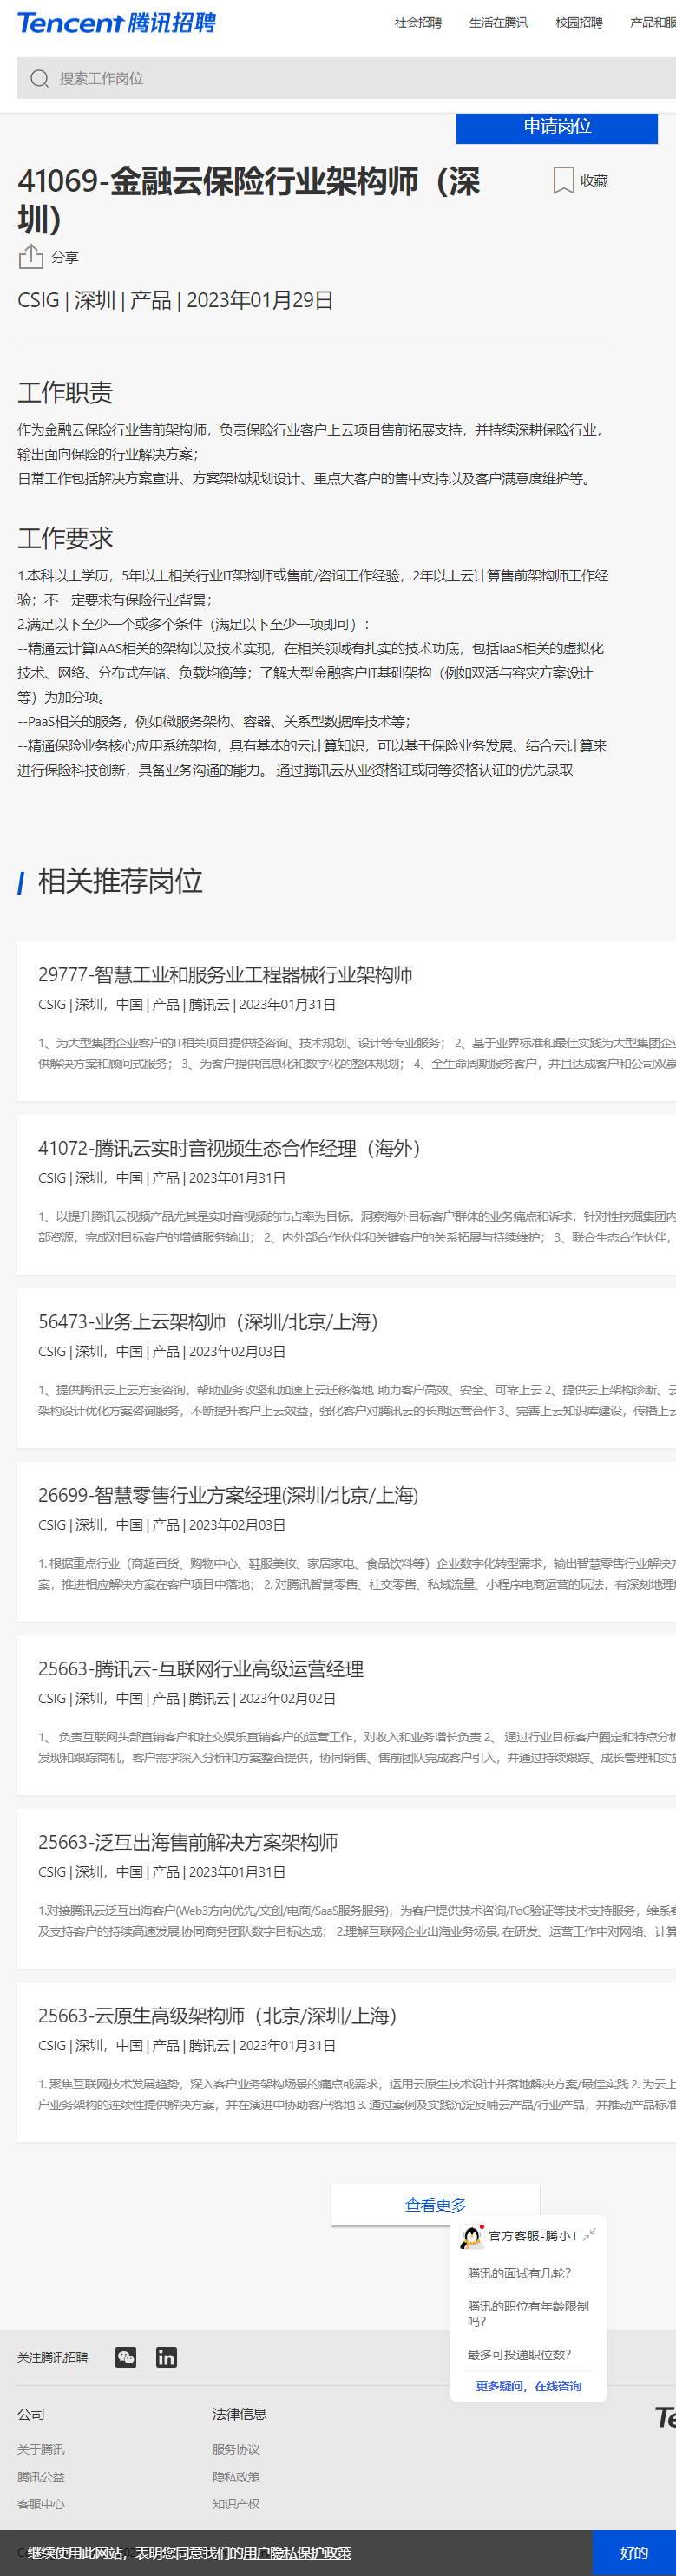 Tencent 腾讯招聘
社会招聘 生活在腾讯 校园招聘 产品和服
搜索工作岗位
申请岗位
41069-金融云保险行业架构师（深
圳）
收藏
分享
CSIG | 深圳 | 产品 | 2023年01月29日
工作职责
作为金融云保险行业售前架构师，负责保险行业客户上云项目售前拓展支持，并持续深耕保险行业，
输出面向保险的行业解决方案；
日常工作包括解决方案宣讲、方案架构规划设计、重点大客户的售中支持以及客户满意度维护等。
工作要求
1.本科以上学历，5年以上相关行业IT架构师或售前/咨询工作经验，2年以上云计算售前架构师工作经
验；不一定要求有保险行业背景；
2.满足以下至少一个或多个条件（满足以下至少一项即可）：
--精通云计算IAAS相关的架构以及技术实现，在相关领域有扎实的技术功底，包括IaaS相关的虚拟化
技术、网络、分布式存储、负载均衡等；了解大型金融客户IT基础架构（例如双活与容灾方案设计
等）为加分项。
--PaaS相关的服务，例如微服务架构、容器、关系型数据库技术等；
--精通保险业务核心应用系统架构，具有基本的云计算知识，可以基于保险业务发展、结合云计算来
进行保险科技创新，具备业务沟通的能力。 通过腾讯云从业资格证或同等资格认证的优先录取
相关推荐岗位
29777-智慧工业和服务业工程器械行业架构师
CSIG | 深圳，中国 | 产品 | 腾讯云 | 2023年01月31日
1、为大型集团企业客户的IT相关项目提供轻咨询、技术规划、设计等专业服务； 2、基于业界标准和最佳实践为大型集团企业
供解决方案和顾问式服务； 3、为客户提供信息化和数字化的整体规划； 4、全生命周期服务客户，并且达成客户和公司双赢
41072-腾讯云实时音视频生态合作经理（海外）
CSIG | 深圳，中国 | 产品 | 2023年01月31日
1、以提升腾讯云视频产品尤其是实时音视频的市占率为目标，洞察海外目标客户群体的业务痛点和诉求，针对性挖掘集团内
部资源，完成对目标客户的增值服务输出； 2、内外部合作伙伴和关键客户的关系拓展与持续维护； 3、联合生态合作伙伴，
56473-业务上云架构师（深圳/北京/上海）
CSIG | 深圳，中国 | 产品 | 2023年02月03日
1、提供腾讯云上云方案咨询，帮助业务攻坚和加速上云迁移落地, 助力客户高效、安全、可靠上云 2、提供云上架构诊断、云
架构设计优化方案咨询服务，不断提升客户上云效益，强化客户对腾讯云的长期运营合作 3、完善上云知识库建设，传播上云
26699-智慧零售行业方案经理(深圳/北京/上海)
CSIG | 深圳，中国 | 产品 | 2023年02月03日
1. 根据重点行业（商超百货、购物中心、鞋服美妆、家居家电、食品饮料等）企业数字化转型需求，输出智慧零售行业解决方
案，推进相应解决方案在客户项目中落地； 2. 对腾讯智慧零售、社交零售、私域流量、小程序电商运营的玩法，有深刻地理解
25663-腾讯云-互联网行业高级运营经理
CSIG | 深圳，中国 | 产品 | 腾讯云 | 2023年02月02日
1、 负责互联网头部直销客户和社交娱乐直销客户的运营工作，对收入和业务增长负责 2、 通过行业目标客户圈定和特点分析
发现和跟踪商机，客户需求深入分析和方案整合提供，协同销售、售前团队完成客户引入，并通过持续跟踪、成长管理和实施
25663-泛互出海售前解决方案架构师
CSIG | 深圳，中国 | 产品 | 2023年01月31日
1.对接腾讯云泛互出海客户(Web3方向优先/文创/电商/SaaS服务服务)，为客户提供技术咨询/PoC验证等技术支持服务，维系客
及支持客户的持续高速发展,协同商务团队数字目标达成； 2.理解互联网企业出海业务场景, 在研发、运营工作中对网络、计算
25663-云原生高级架构师（北京/深圳/上海）
CSIG | 深圳，中国 | 产品 | 腾讯云 | 2023年01月31日
1. 聚焦互联网技术发展趋势，深入客户业务架构场景的痛点或需求，运用云原生技术设计并落地解决方案/最佳实践 2. 为云上
户业务架构的连续性提供解决方案，并在演进中协助客户落地 3. 通过案例及实践沉淀反哺云产品/行业产品，并推动产品标准
查看更多
官方客服-腾小T
腾讯的面试有几轮？
腾讯的职位有年龄限制
吗？
最多可投递职位数？
更多疑问，在线咨询
关注腾讯招聘
公司 法律信息
关于腾讯 服务协议
腾讯公益 隐私政策
客服中心 知识产权
继续使用此网站，表明您同意我们的用户隐私保护政策
好的